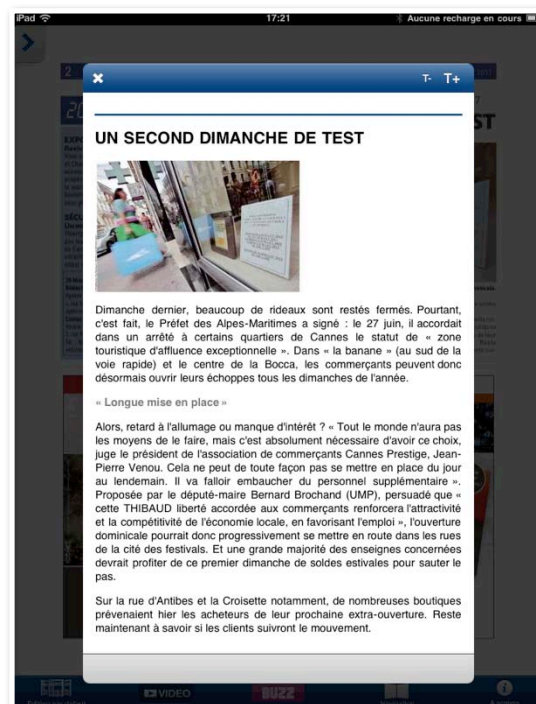 iPad 17:21 Aucune recharge en cours
2
T- T+
UN SECOND DIMANCHE DE TEST
Dimanche dernier, beaucoup de rideaux sont restés fermés. Pourtant,
c'est fait, le Préfet des Alpes-Maritimes a signé : le 27 juin, il accordait
dans un arrêté à certains quartiers de Cannes le statut de « zone
touristique d'affluence exceptionnelle ». Dans « la banane » (au sud de la
voie rapide) et le centre de la Bocca, les commerçants peuvent donc
désormais ouvrir leurs échoppes tous les dimanches de l'année.
« Longue mise en place »
Alors, retard à l'allumage ou manque d'intérêt ? « Tout le monde n'aura pas
les moyens de le faire, mais c'est absolument nécessaire d'avoir ce choix,
juge le président de l'association de commerçants Cannes Prestige, Jean-
Pierre Venou. Cela ne peut de toute façon pas se mettre en place du jour
au lendemain. Il va falloir embaucher du personnel supplémentaire ».
Proposée par le député-maire Bernard Brochand (UMP), persuadé que «
cette THIBAUD liberté accordée aux commerçants renforcera l'attractivité
et la compétitivité de l'économie locale, en favorisant l'emploi », l'ouverture
dominicale pourrait donc progressivement se mettre en route dans les rues
de la cité des festivals. Et une grande majorité des enseignes concernées
devrait profiter de ce premier dimanche de soldes estivales pour sauter le
pas.
Sur la rue d'Antibes et la Croisette notamment, de nombreuses boutiques
prévenaient hier les acheteurs de leur prochaine extra-ouverture. Reste
maintenant à savoir si les clients suivront le mouvement.
VIDEO BUZZ